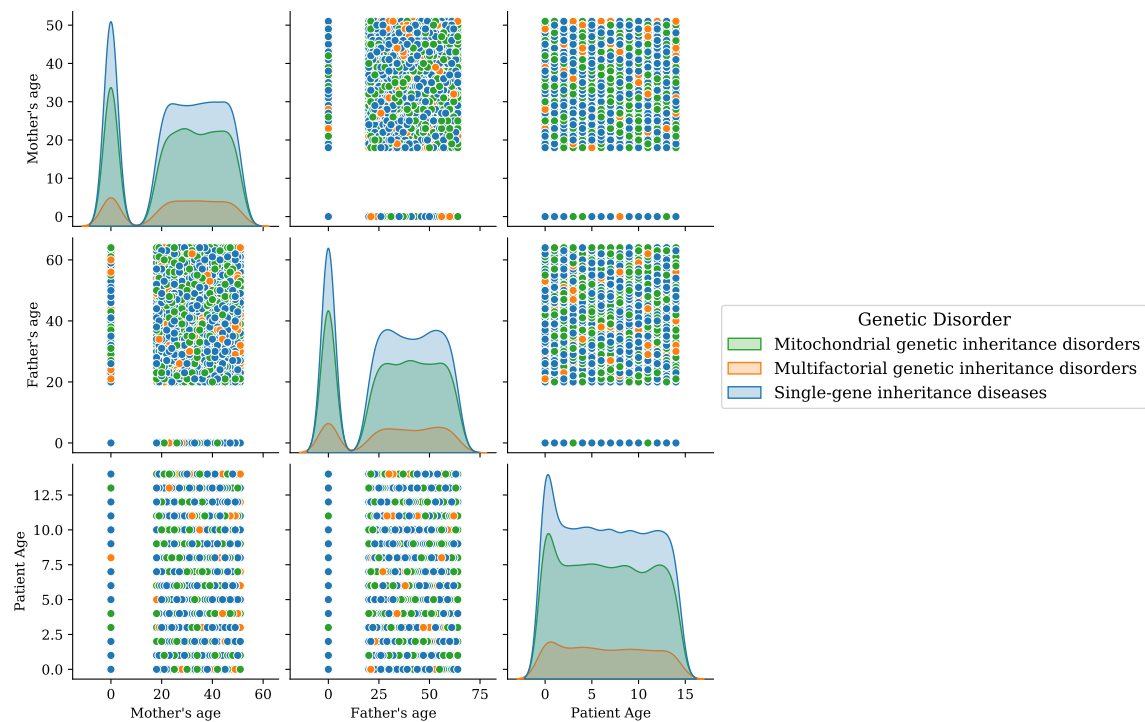 50
40
30
20
10
0
Mother's age
60
40
20
0
Father's age
12.5
10.0
7.5
5.0
2.5
0.0
Patient Age
0 20 40 60
Mother's age
0 25 50 75
Father's age
0 5 10 15
Patient Age
Genetic Disorder
Mitochondrial genetic inheritance disorders
Multifactorial genetic inheritance disorders
Single-gene inheritance diseases